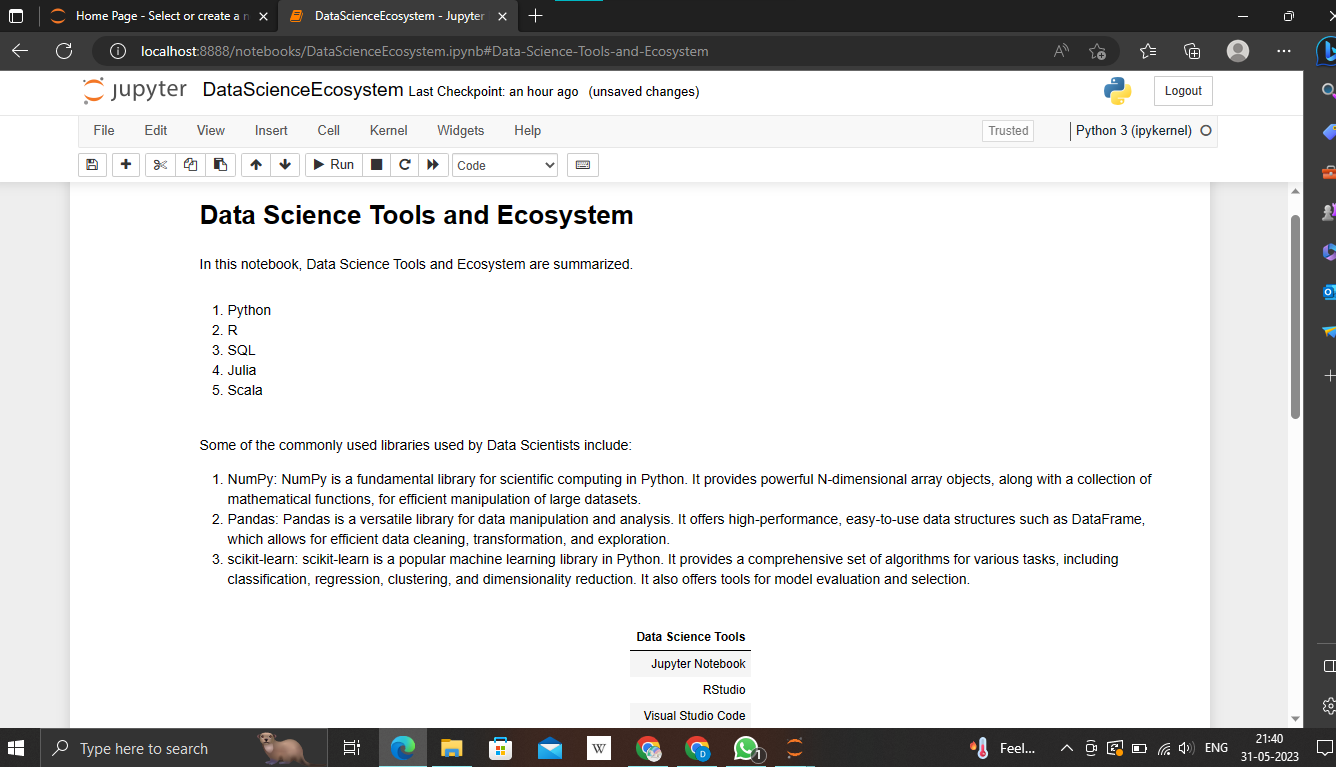 Home Page - Select or create a n
DataScienceEcosystem - Jupyter
localhost:8888/notebooks/DataScienceEcosystem.ipynb#Data-Science-Tools-and-Ecosystem
jupyter DataScienceEcosystem Last Checkpoint: an hour ago (unsaved changes)
Logout
File Edit View Insert Cell Kernel Widgets Help
Trusted Python 3 (ipykernel)
Run Code
Data Science Tools and Ecosystem
In this notebook, Data Science Tools and Ecosystem are summarized.
1. Python
2. R
3. SQL
4. Julia
5. Scala
Some of the commonly used libraries used by Data Scientists include:
1. NumPy: NumPy is a fundamental library for scientific computing in Python. It provides powerful N-dimensional array objects, along with a collection of
mathematical functions, for efficient manipulation of large datasets.
2. Pandas: Pandas is a versatile library for data manipulation and analysis. It offers high-performance, easy-to-use data structures such as DataFrame,
which allows for efficient data cleaning, transformation, and exploration.
3. scikit-learn: scikit-learn is a popular machine learning library in Python. It provides a comprehensive set of algorithms for various tasks, including
classification, regression, clustering, and dimensionality reduction. It also offers tools for model evaluation and selection.
Data Science Tools
Jupyter Notebook
RStudio
Visual Studio Code
Type here to search
W
D
1
Feel...
ENG
21:40
31-05-2023